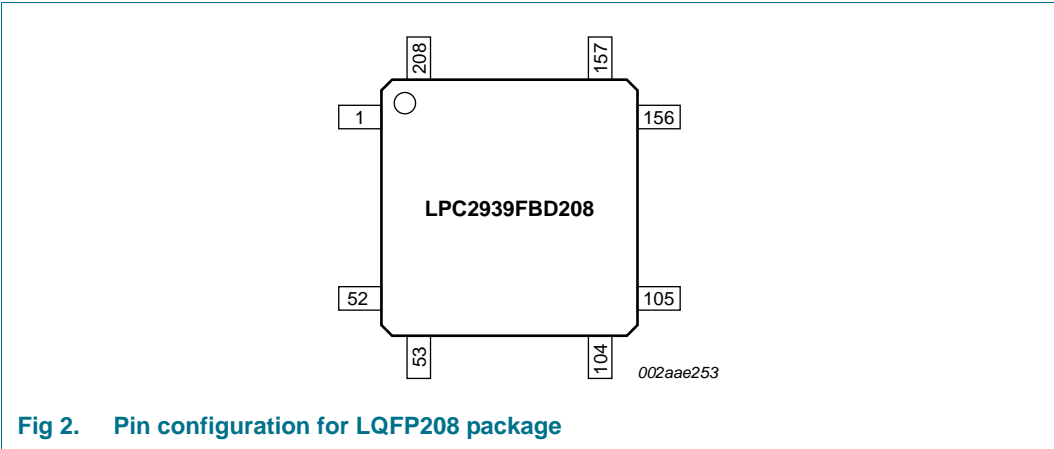 208
157
1
156
LPC2939FBD208
52
105
53
104
002aae253
Fig 2. Pin configuration for LQFP208 package